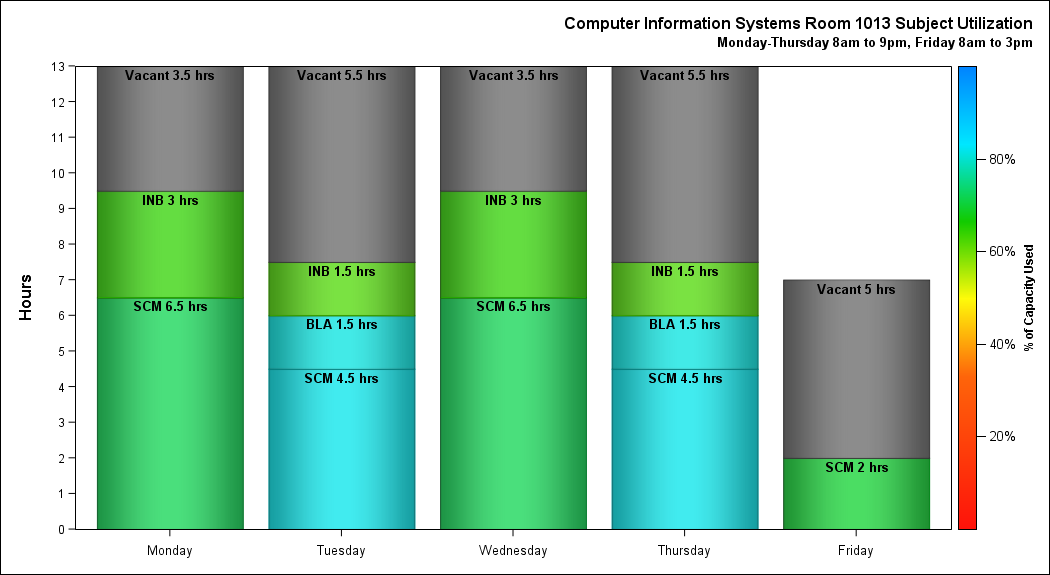 Computer Information Systems Room 1013 Subject Utilization
Monday-Thursday 8am to 9pm, Friday 8am to 3pm
Hours
13
12
11
10
9
8
7
6
5
4
3
2
1
0
Vacant 3.5 hrs
INB 3 hrs
SCM 6.5 hrs
Monday
Vacant 5.5 hrs
INB 1.5 hrs
BLA 1.5 hrs
SCM 4.5 hrs
Tuesday
Vacant 3.5 hrs
INB 3 hrs
SCM 6.5 hrs
Wednesday
Vacant 5.5 hrs
INB 1.5 hrs
BLA 1.5 hrs
SCM 4.5 hrs
Thursday
Vacant 5 hrs
SCM 2 hrs
Friday
80%
60%
40%
20%
% of Capacity Used